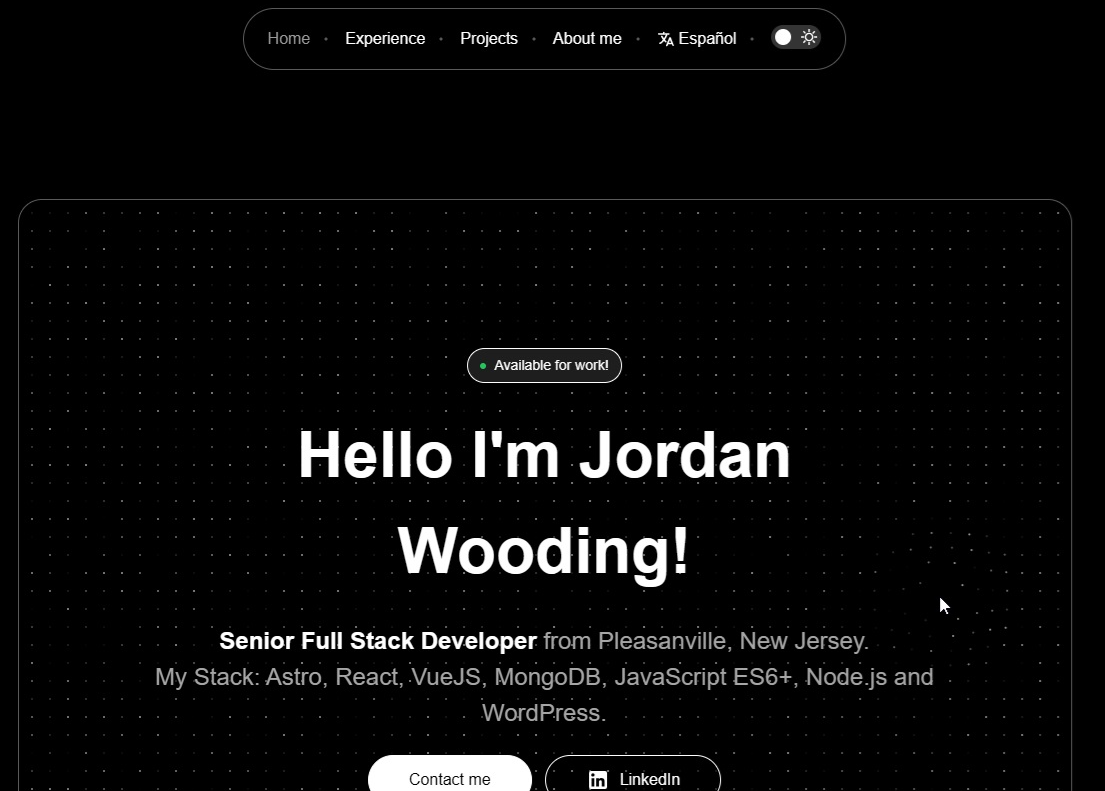 Home • Experience • Projects • About me • Español •
Available for work!
Hello I'm Jordan
Wooding!
Senior Full Stack Developer from Pleasanville, New Jersey.
My Stack: Astro, React, VueJS, MongoDB, JavaScript ES6+, Node.js and
WordPress.
Contact me LinkedIn